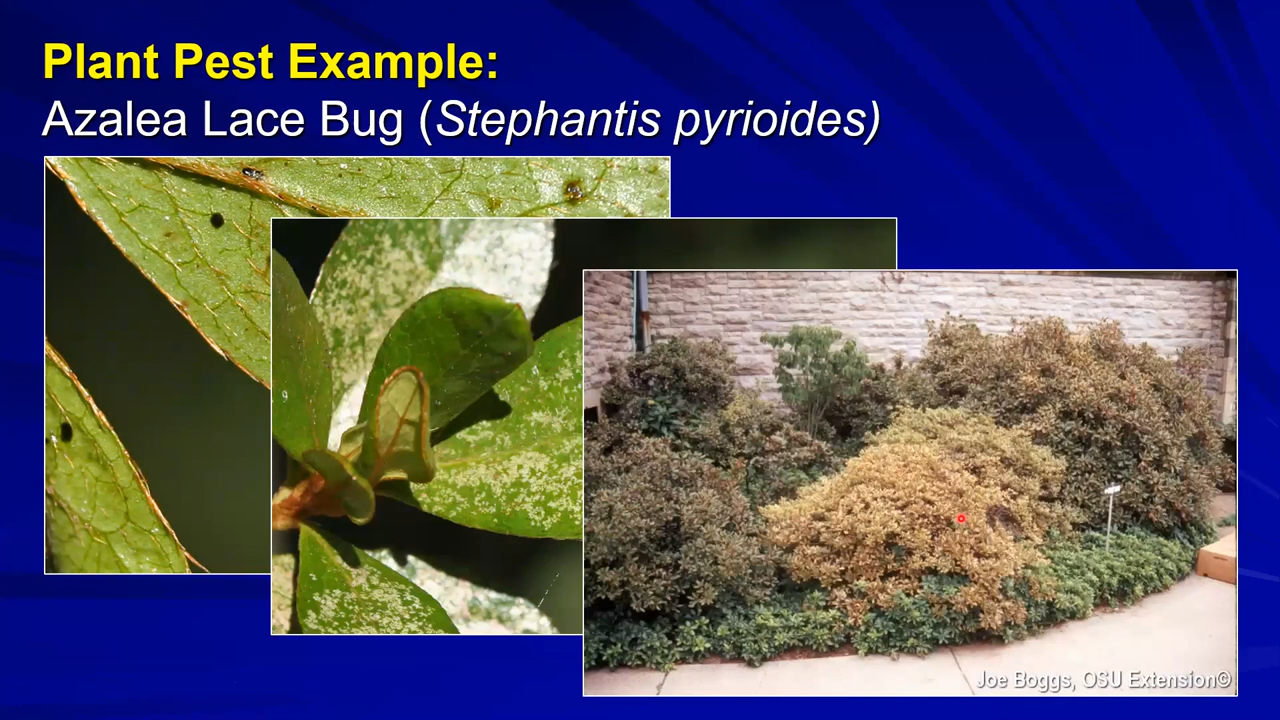 Plant Pest Example:
Azalea Lace Bug (Stephantis pyrioides)
Joe Boggs, OSU Extension©